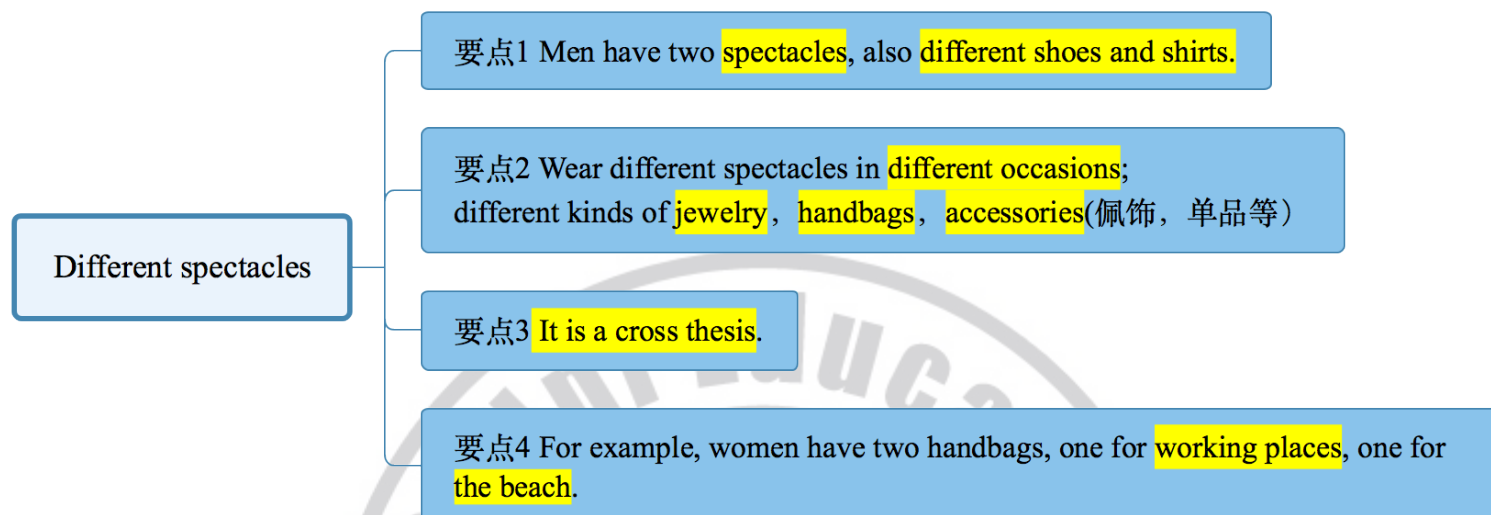 要点1 Men have two spectacles, also different shoes and shirts.
要点2 Wear different spectacles in different occasions;
different kinds of jewelry，handbags，accessories(佩饰，单品等）
Different spectacles
要点3 It is a cross thesis.
要点4 For example, women have two handbags, one for working places, one for
the beach.